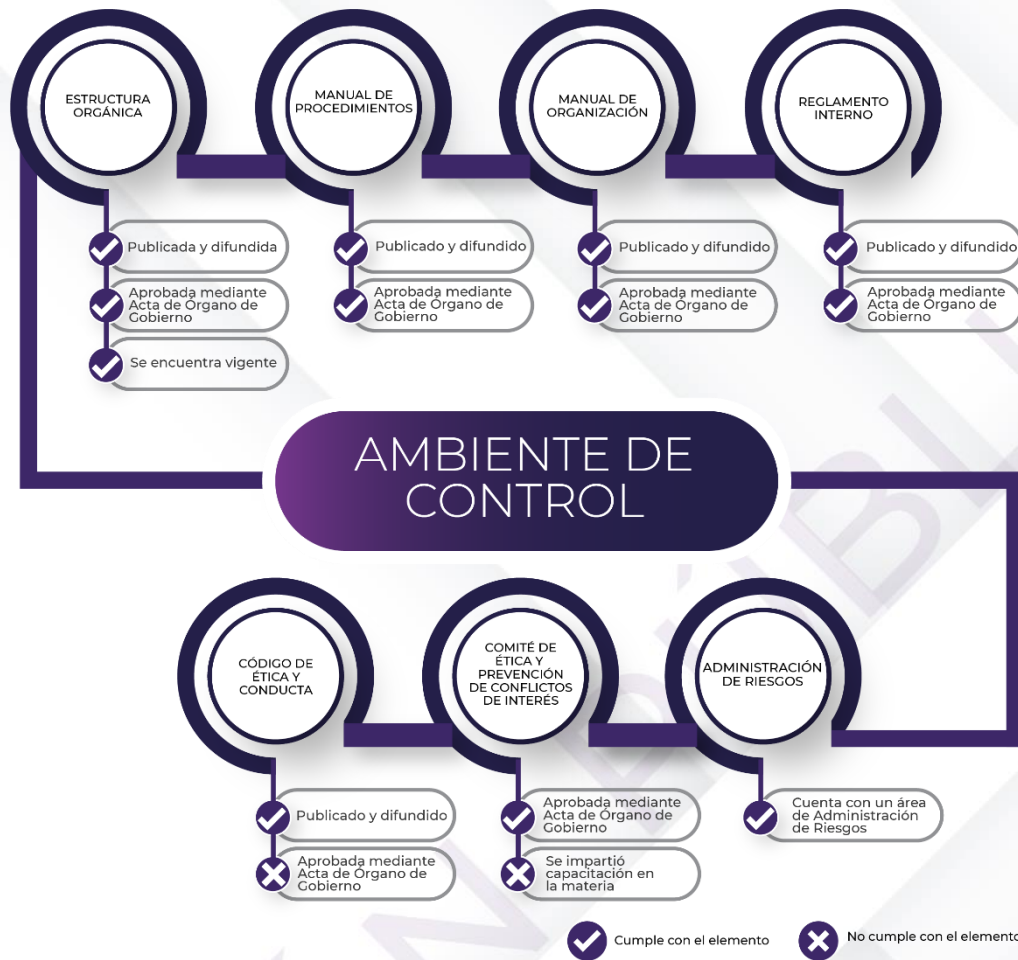 ESTRUCTURA
ORGÁNICA
MANUAL DE
PROCEDIMIENTOS
MANUAL DE
ORGANIZACIÓN
REGLAMENTO
INTERNO
Publicada y difundida
Aprobada mediante
Acta de Órgano de
Gobierno
Se encuentra vigente
Publicado y difundido
Aprobada mediante
Acta de Órgano de
Gobierno
Publicado y difundido
Aprobada mediante
Acta de Órgano de
Gobierno
Publicado y difundido
Aprobada mediante
Acta de Órgano de
Gobierno
AMBIENTE DE
CONTROL
CÓDIGO DE
ÉTICA Y
CONDUCTA
COMITÉ DE
ÉTICA Y
PREVENCIÓN
DE CONFLICTOS
DE INTERÉS
ADMINISTRACIÓN
DE RIESGOS
Publicado y difundido
Aprobada mediante
Acta de Órgano de
Gobierno
Aprobada mediante
Acta de Órgano de
Gobierno
Se impartió
capacitación en
la materia
Cuenta con un área
de Administración
de Riesgos
Cumple con el elemento
No cumple con el elemento